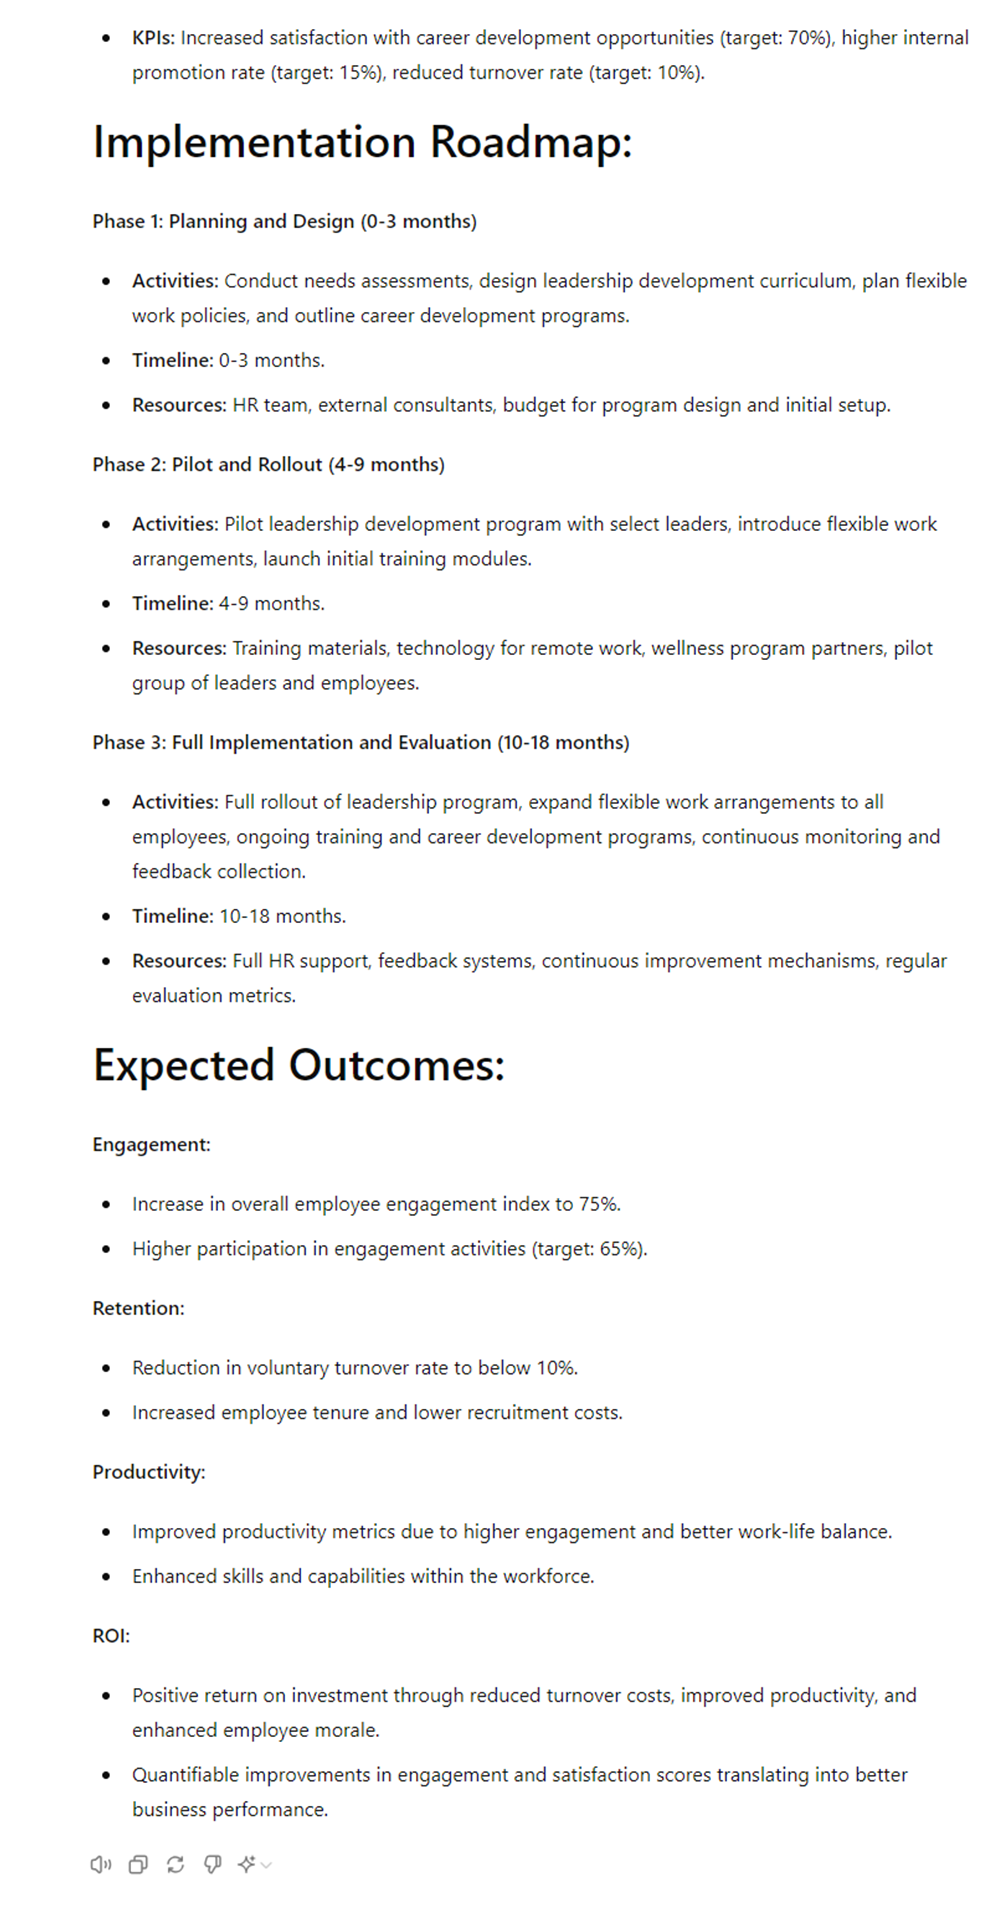 • KPIs: Increased satisfaction with career development opportunities (target: 70%), higher internal
promotion rate (target: 15%), reduced turnover rate (target: 10%).
Implementation Roadmap:
Phase 1: Planning and Design (0-3 months)
• Activities: Conduct needs assessments, design leadership development curriculum, plan flexible
work policies, and outline career development programs.
• Timeline: 0-3 months.
• Resources: HR team, external consultants, budget for program design and initial setup.
Phase 2: Pilot and Rollout (4-9 months)
• Activities: Pilot leadership development program with select leaders, introduce flexible work
arrangements, launch initial training modules.
• Timeline: 4-9 months.
• Resources: Training materials, technology for remote work, wellness program partners, pilot
group of leaders and employees.
Phase 3: Full Implementation and Evaluation (10-18 months)
• Activities: Full rollout of leadership program, expand flexible work arrangements to all
employees, ongoing training and career development programs, continuous monitoring and
feedback collection.
• Timeline: 10-18 months.
• Resources: Full HR support, feedback systems, continuous improvement mechanisms, regular
evaluation metrics.
Expected Outcomes:
Engagement:
• Increase in overall employee engagement index to 75%.
• Higher participation in engagement activities (target: 65%).
Retention:
• Reduction in voluntary turnover rate to below 10%.
• Increased employee tenure and lower recruitment costs.
Productivity:
• Improved productivity metrics due to higher engagement and better work-life balance.
• Enhanced skills and capabilities within the workforce.
ROI:
• Positive return on investment through reduced turnover costs, improved productivity, and
enhanced employee morale.
• Quantifiable improvements in engagement and satisfaction scores translating into better
business performance.